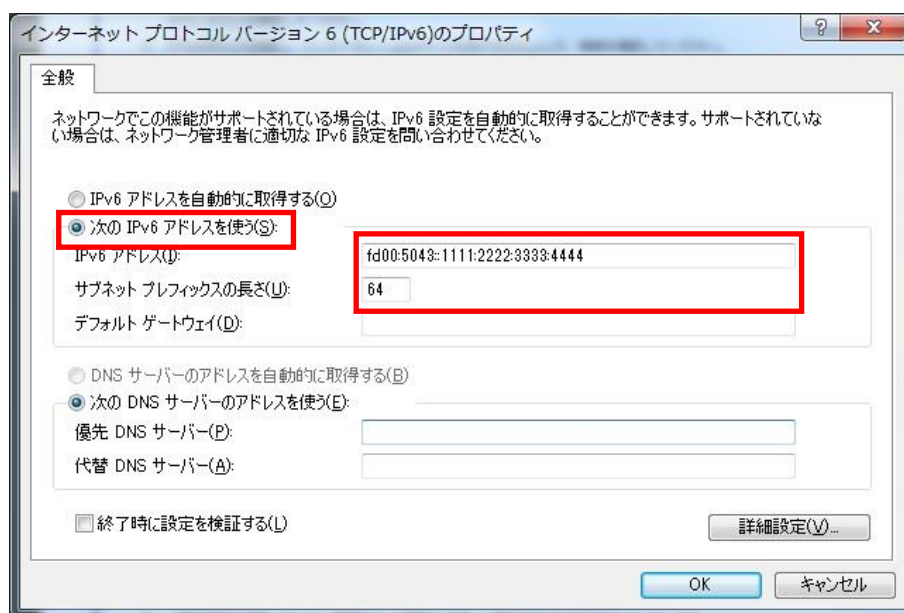 インターネット プロトコル バージョン 6 (TCP/IPv6)のプロパティ
全般
ネットワークでこの機能がサポートされている場合は、IPv6 設定を自動的に取得することができます。サポートされていな
い場合は、ネットワーク管理者に適切な IPv6 設定を問い合わせてください。
IPv6 アドレスを自動的に取得する(O)
次の IPv6 アドレスを使う(S):
IPv6 アドレス(I): fd00:5043::1111:2222:3333:4444
サブネット プレフィックスの長さ(U): 64
デフォルト ゲートウェイ(D):
DNS サーバーのアドレスを自動的に取得する(B)
次の DNS サーバーのアドレスを使う(E):
優先 DNS サーバー(P):
代替 DNS サーバー(A):
終了時に設定を検証する(L)
詳細設定(V)...
OK キャンセル